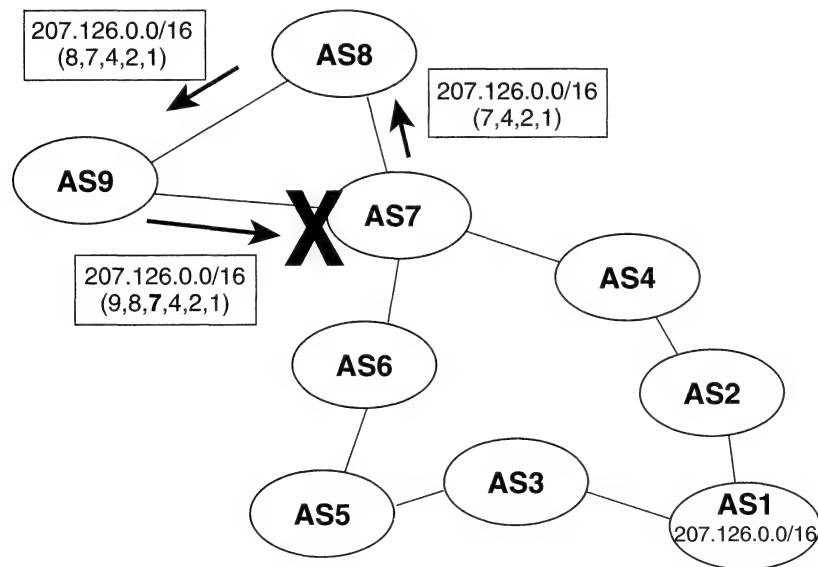 207.126.0.0/16
(8,7,4,2,1)
AS8
207.126.0.0/16
(7,4,2,1)
AS9
X
AS7
207.126.0.0/16
(9,8,7,4,2,1)
AS4
AS6
AS2
AS5
AS3
AS1
207.126.0.0/16